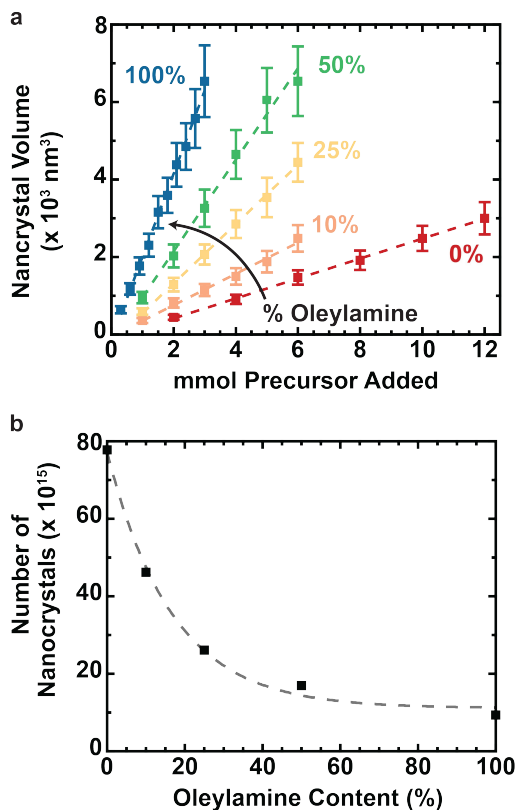 a
Nancrystal Volume
(x 10³ nm³)
8
6
4
2
0
100%
50%
25%
10%
0%
% Oleylamine
0 2 4 6 8 10 12
mmol Precursor Added
b
Number of
Nanocrystals (x 10¹⁵)
80
60
40
20
0
0 20 40 60 80 100
Oleylamine Content (%)